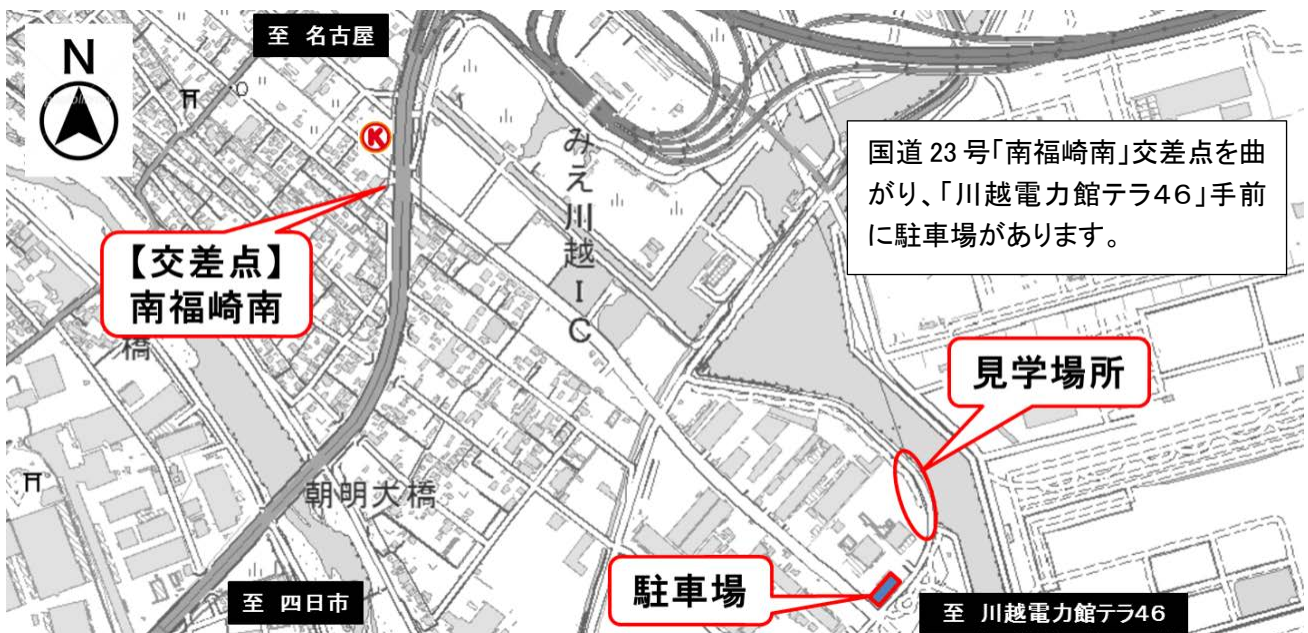 至 名古屋
N
K
みえ川越IC
国道23号「南福崎南」交差点を曲
がり、「川越電力館テラ46」手前
に駐車場があります。
【交差点】
南福崎南
橋
見学場所
朝明大橋
駐車場
至 四日市
至 川越電力館テラ46